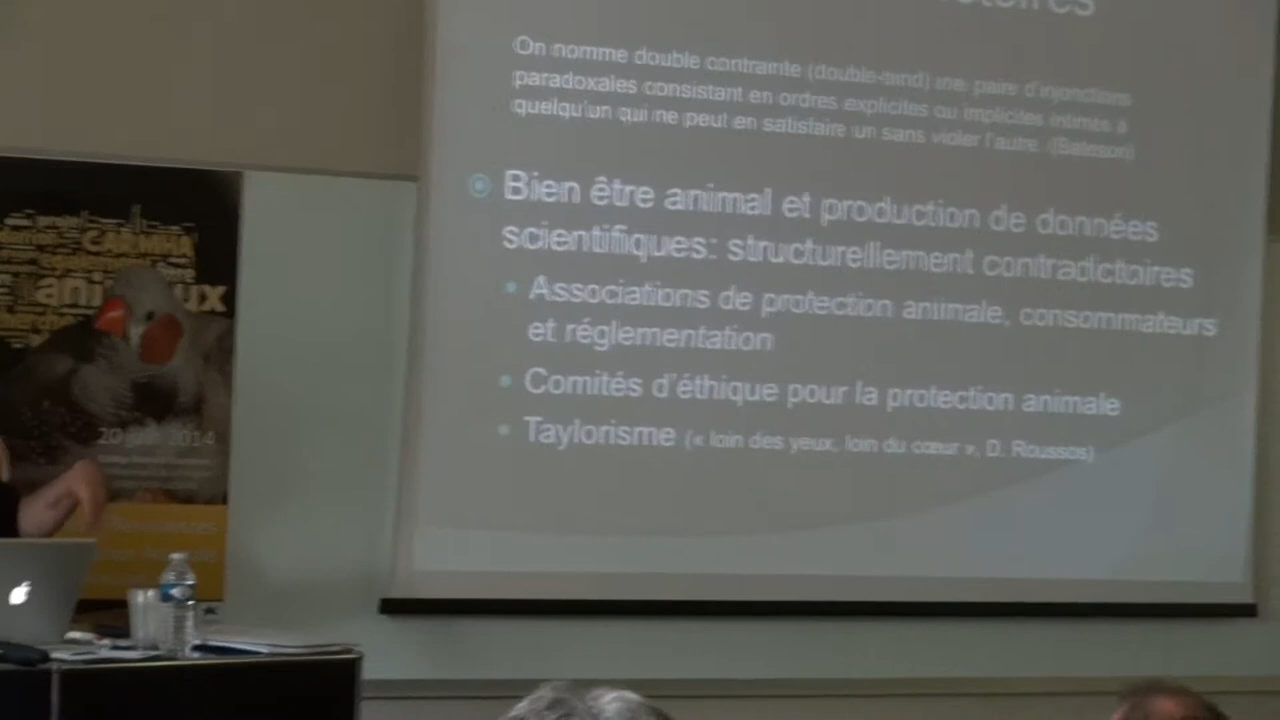 On nomme double contrainte (double-bind) une paire d'injonctions
paradoxales consistant en ordres explicites ou implicites intimés à
quelqu'un qui ne peut en satisfaire un sans violer l'autre. (Bateson)
Bien être animal et production de données
scientifiques: structurellement contradictoires
Associations de protection animale, consommateurs
et réglementation
Comités d'éthique pour la protection animale
Taylorisme (« loin des yeux, loin du cœur », D. Roussos)
CARMHA
20 2014